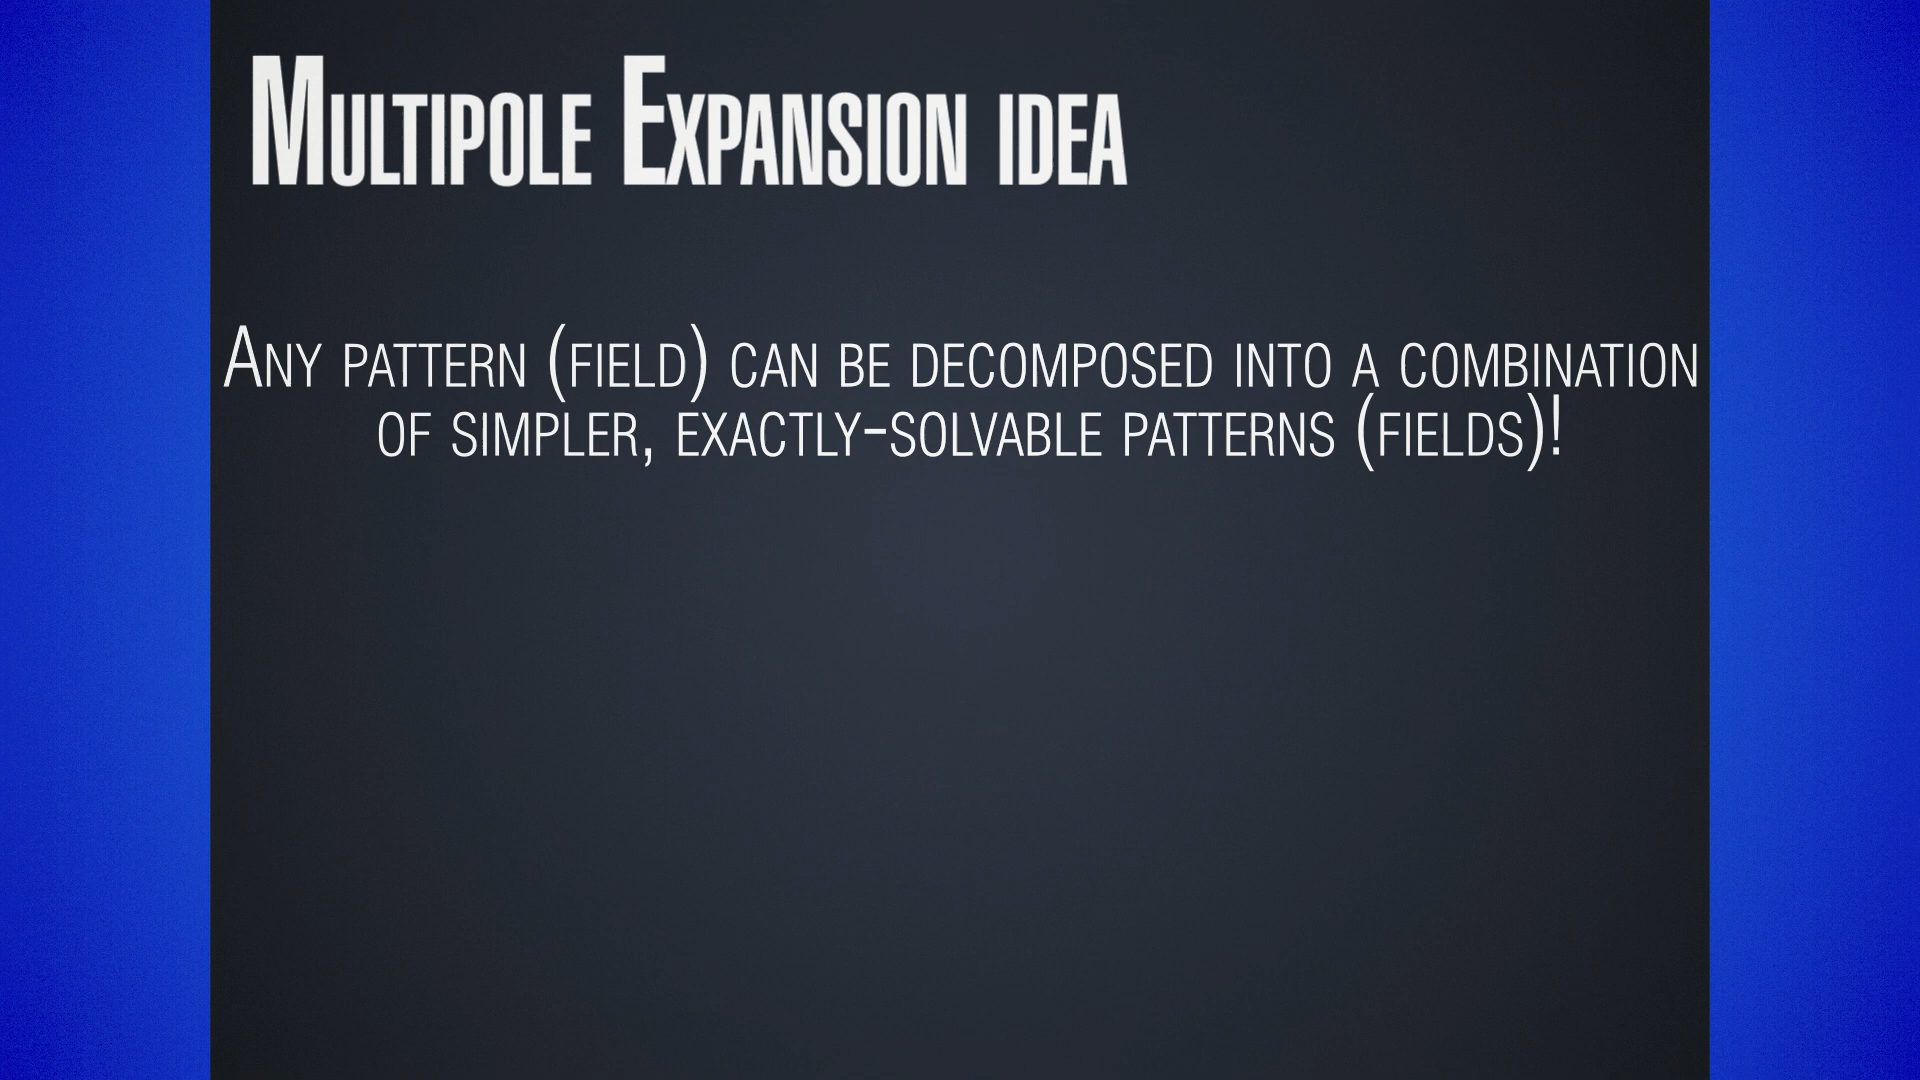 Multipole Expansion idea
Any pattern (field) can be decomposed into a combination
of simpler, exactly-solvable patterns (fields)!